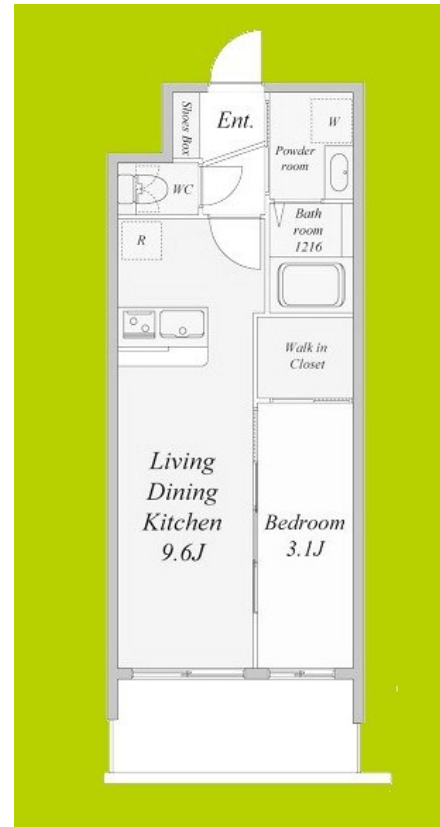 Shoes Box
Ent.
W
Powder
room
WC
Bath
room
1216
R
Walk in
Closet
Living
Dining
Kitchen
9.6J
Bedroom
3.1J